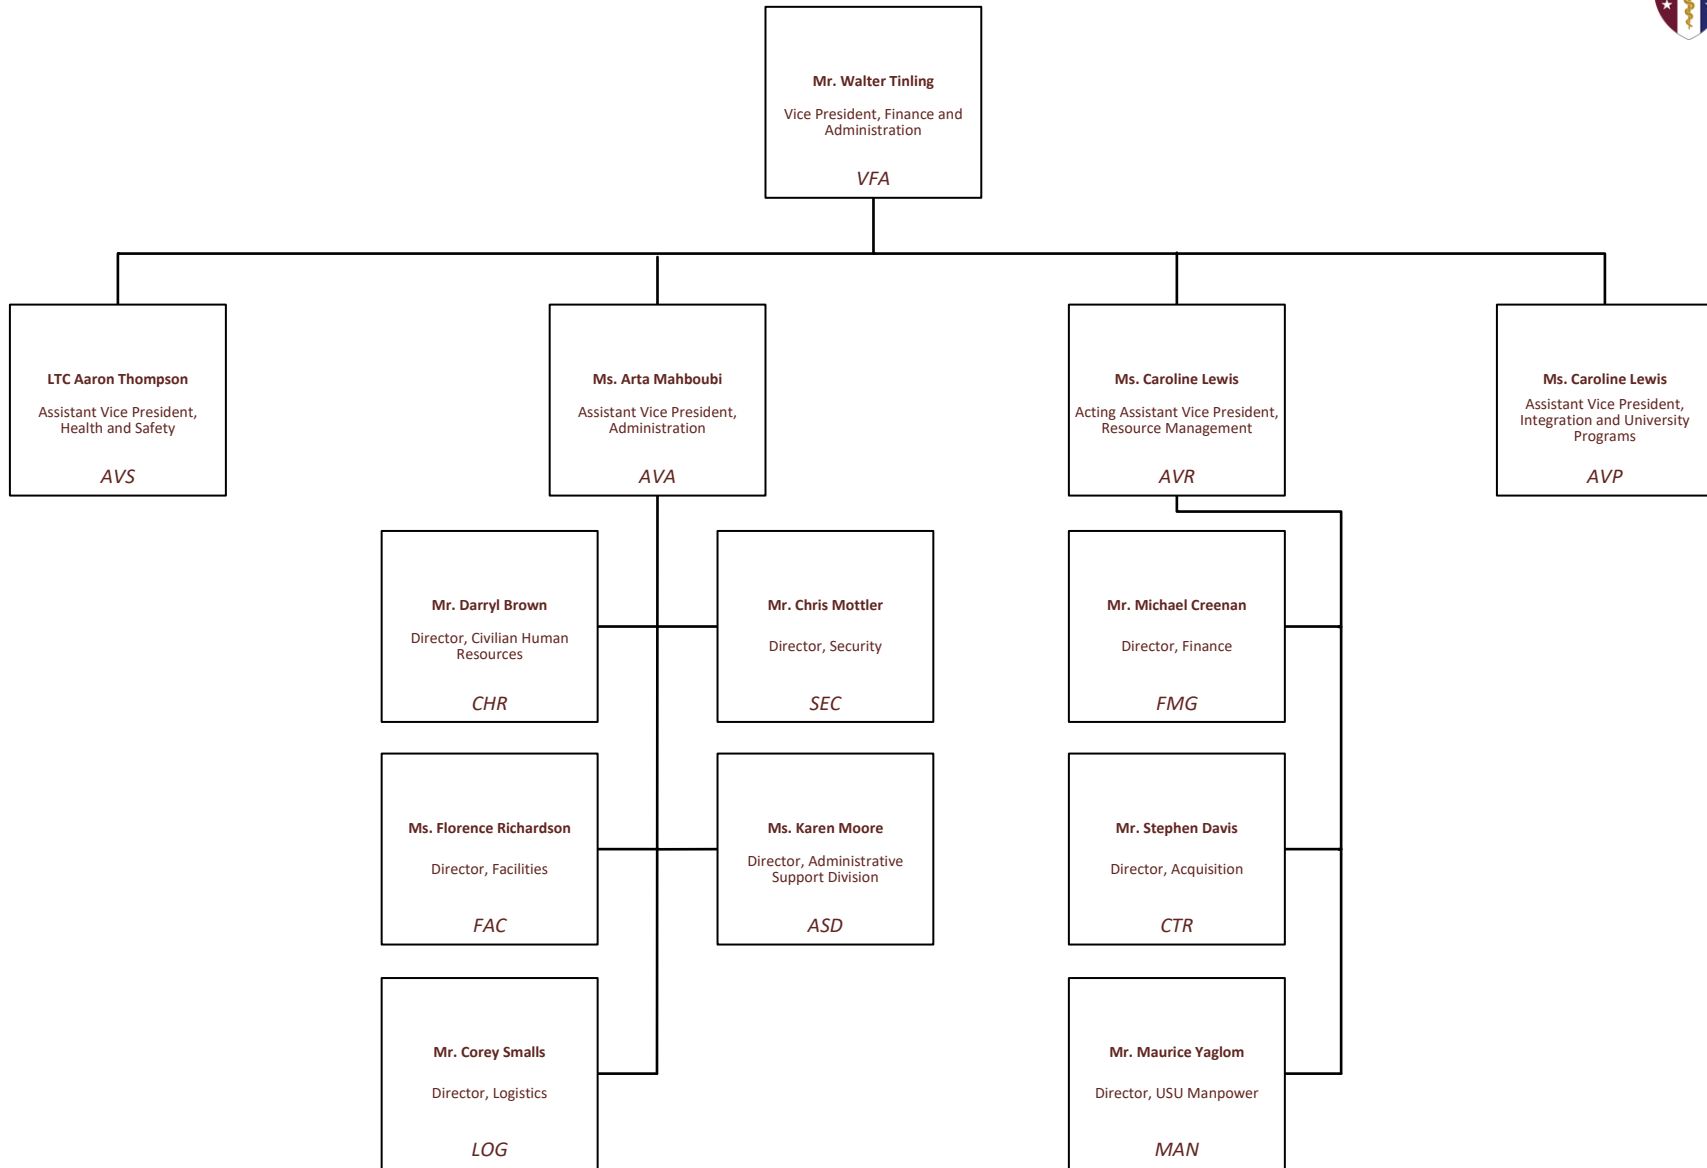 Mr. Walter Tinling
Vice President, Finance and
Administration
VFA
LTC Aaron Thompson
Assistant Vice President,
Health and Safety
AVS
Ms. Arta Mahboubi
Assistant Vice President,
Administration
AVA
Ms. Caroline Lewis
Acting Assistant Vice President,
Resource Management
AVR
Ms. Caroline Lewis
Assistant Vice President,
Integration and University
Programs
AVP
Mr. Darryl Brown
Director, Civilian Human
Resources
CHR
Mr. Chris Mottler
Director, Security
SEC
Mr. Michael Creenan
Director, Finance
FMG
Ms. Florence Richardson
Director, Facilities
FAC
Ms. Karen Moore
Director, Administrative
Support Division
ASD
Mr. Stephen Davis
Director, Acquisition
CTR
Mr. Corey Smalls
Director, Logistics
LOG
Mr. Maurice Yaglom
Director, USU Manpower
MAN